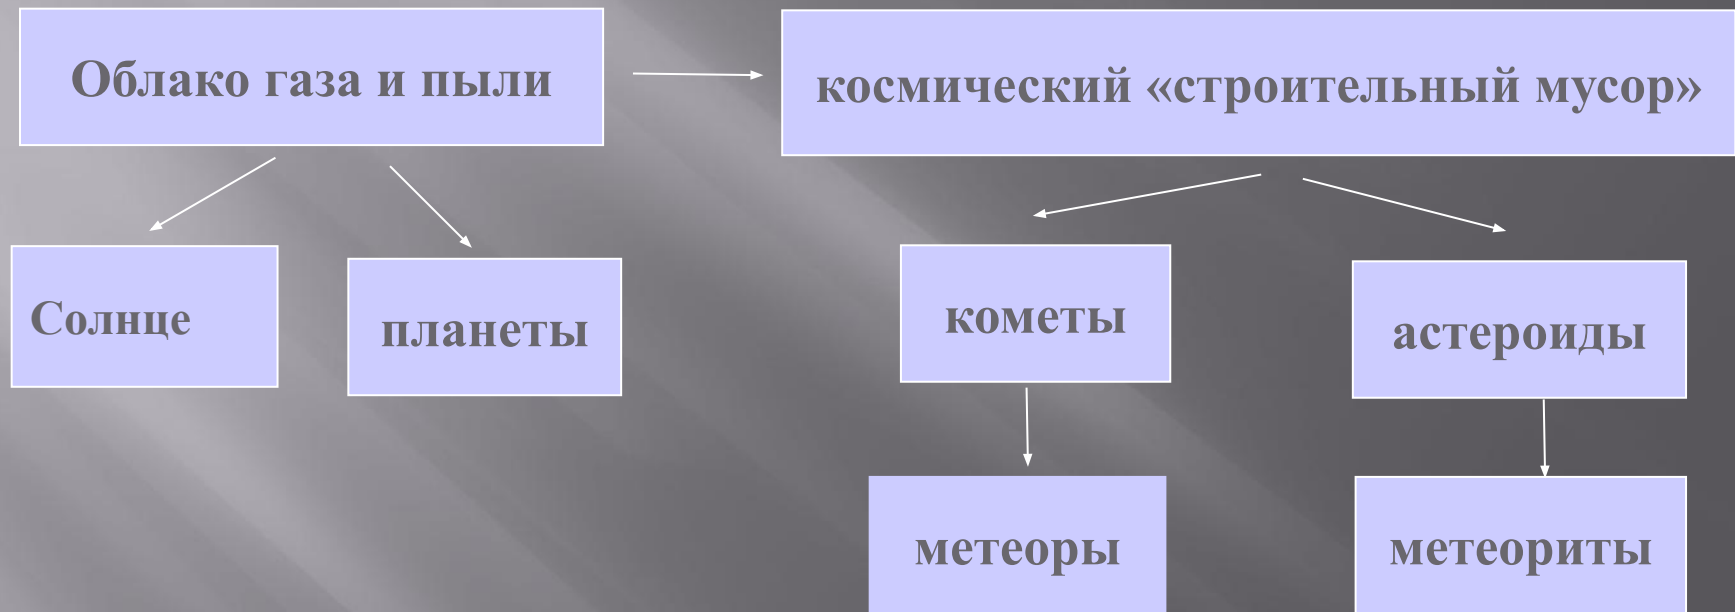 Облако газа и пыли
космический «строительный мусор»
Солнце
планеты
кометы
астероиды
метеоры
метеориты